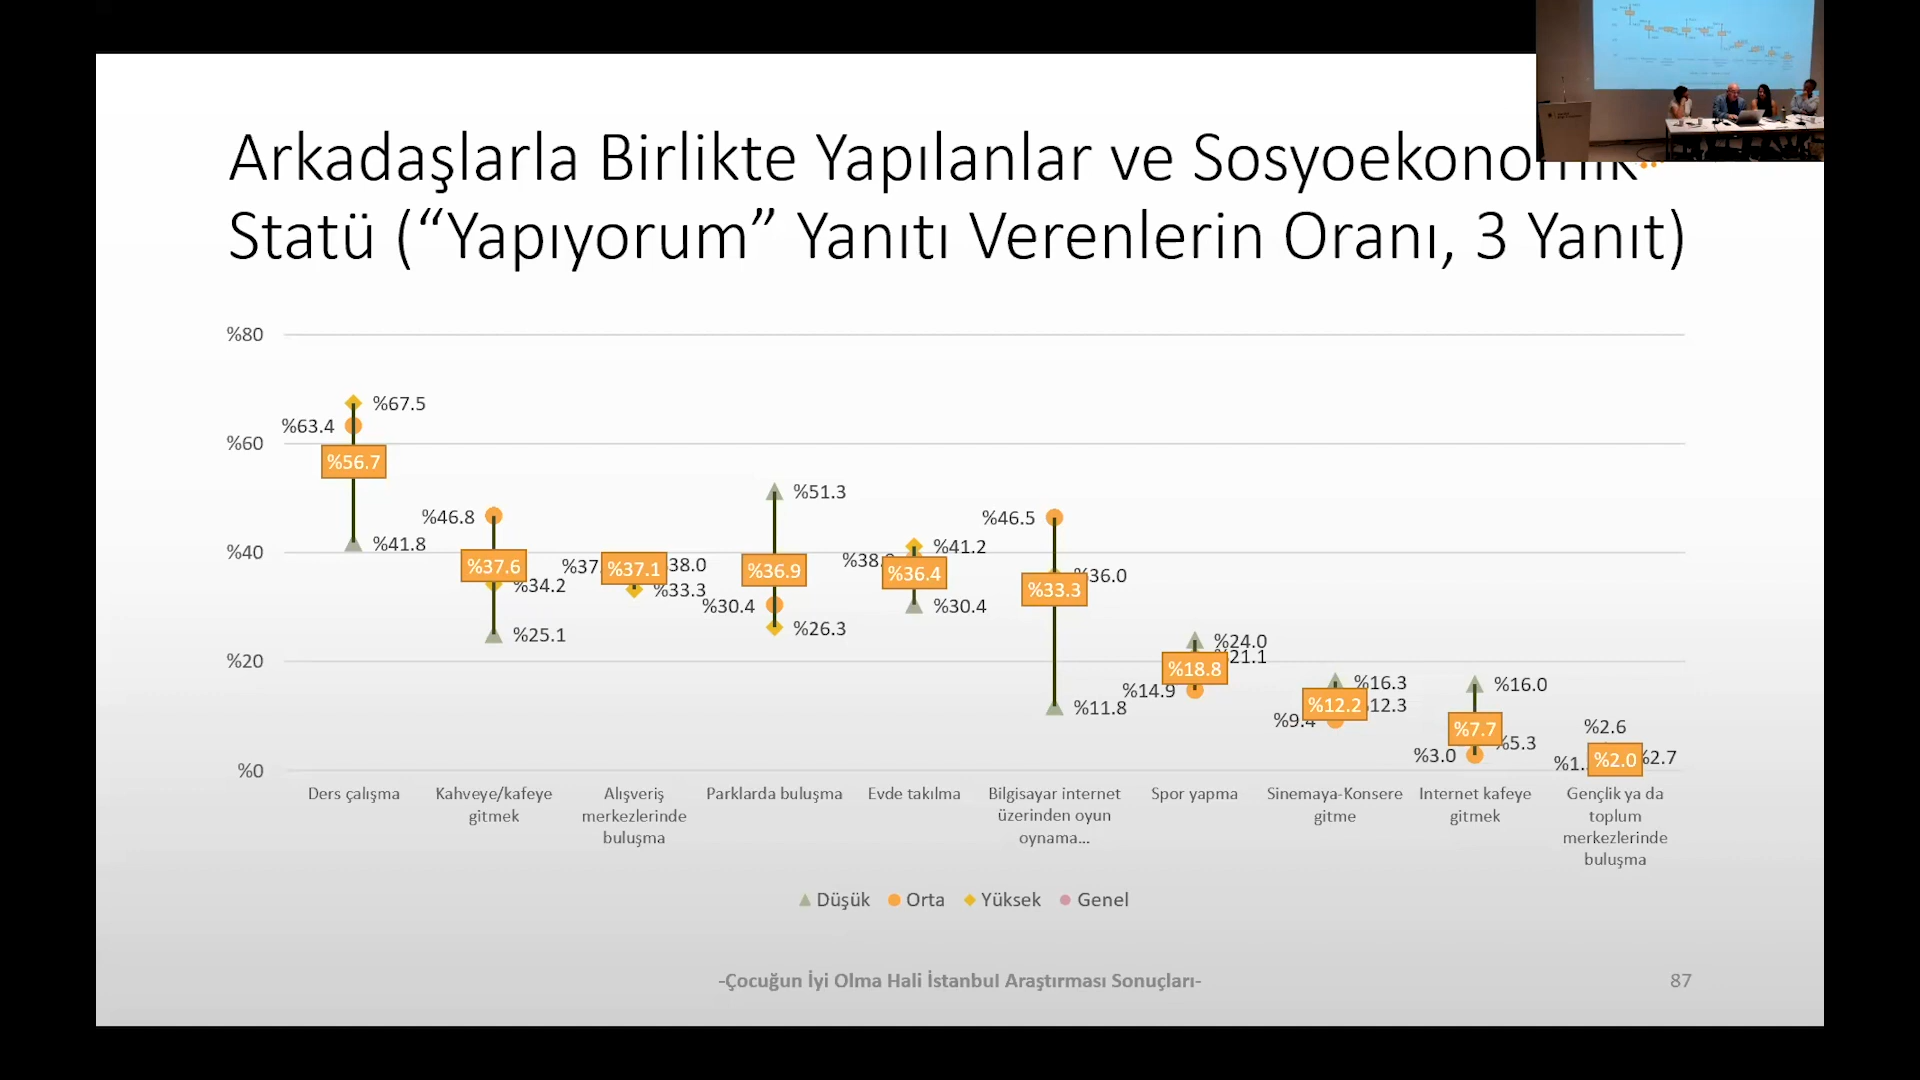 Arkadaşlarla Birlikte Yapılanlar ve Sosyoekonomik
Statü (“Yapıyorum” Yanıtı Verenlerin Oranı, 3 Yanıt)
%80
%60
%40
%20
%0
%67.5
%63.4
%56.7
%41.8
%46.8
%37.6
%34.2
%25.1
%37.1
38.0
%33.3
%51.3
%36.9
%30.4
%26.3
%41.2
%36.4
%30.4
%46.5
%36.0
%33.3
%11.8
%24.0
%21.1
%18.8
%14.9
%16.3
%12.2
12.3
%9.4
%16.0
%7.7
%5.3
%3.0
%2.6
%2.0
%2.7
Ders çalışma
Kahveye/kafeye
gitmek
Alışveriş
merkezlerinde
buluşma
Parklarda buluşma
Evde takılma
Bilgisayar internet
üzerinden oyun
oynama...
Spor yapma
Sinemaya-Konsere
gitme
Internet kafeye
gitmek
Gençlik ya da
toplum
merkezlerinde
buluşma
Düşük Orta Yüksek Genel
-Çocuğun İyi Olma Hali İstanbul Araştırması Sonuçları-
87